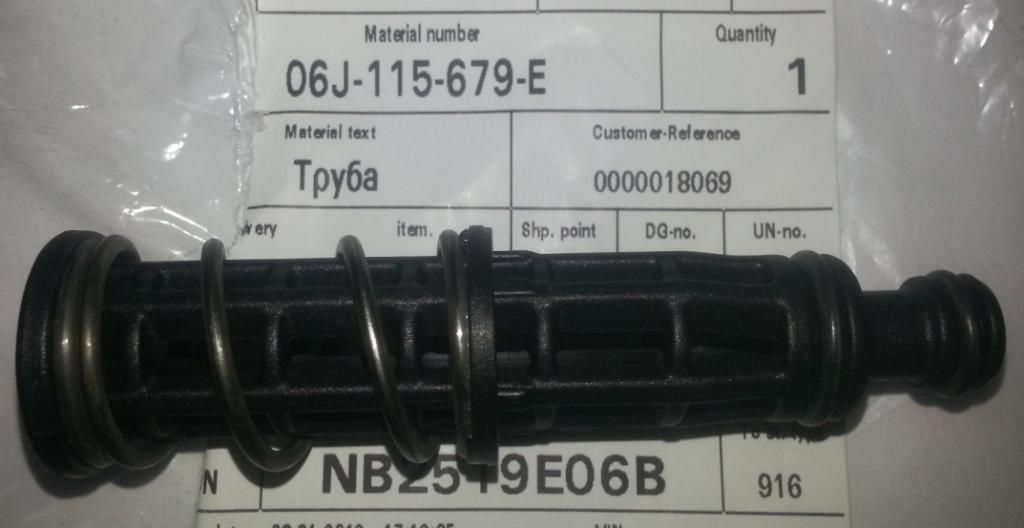 Material number Quantity
06J-115-679-E 1
Material text Customer-Reference
Труба 0000018069
item. Shp. point DG-no. UN-no.
N NB2519E06B 916